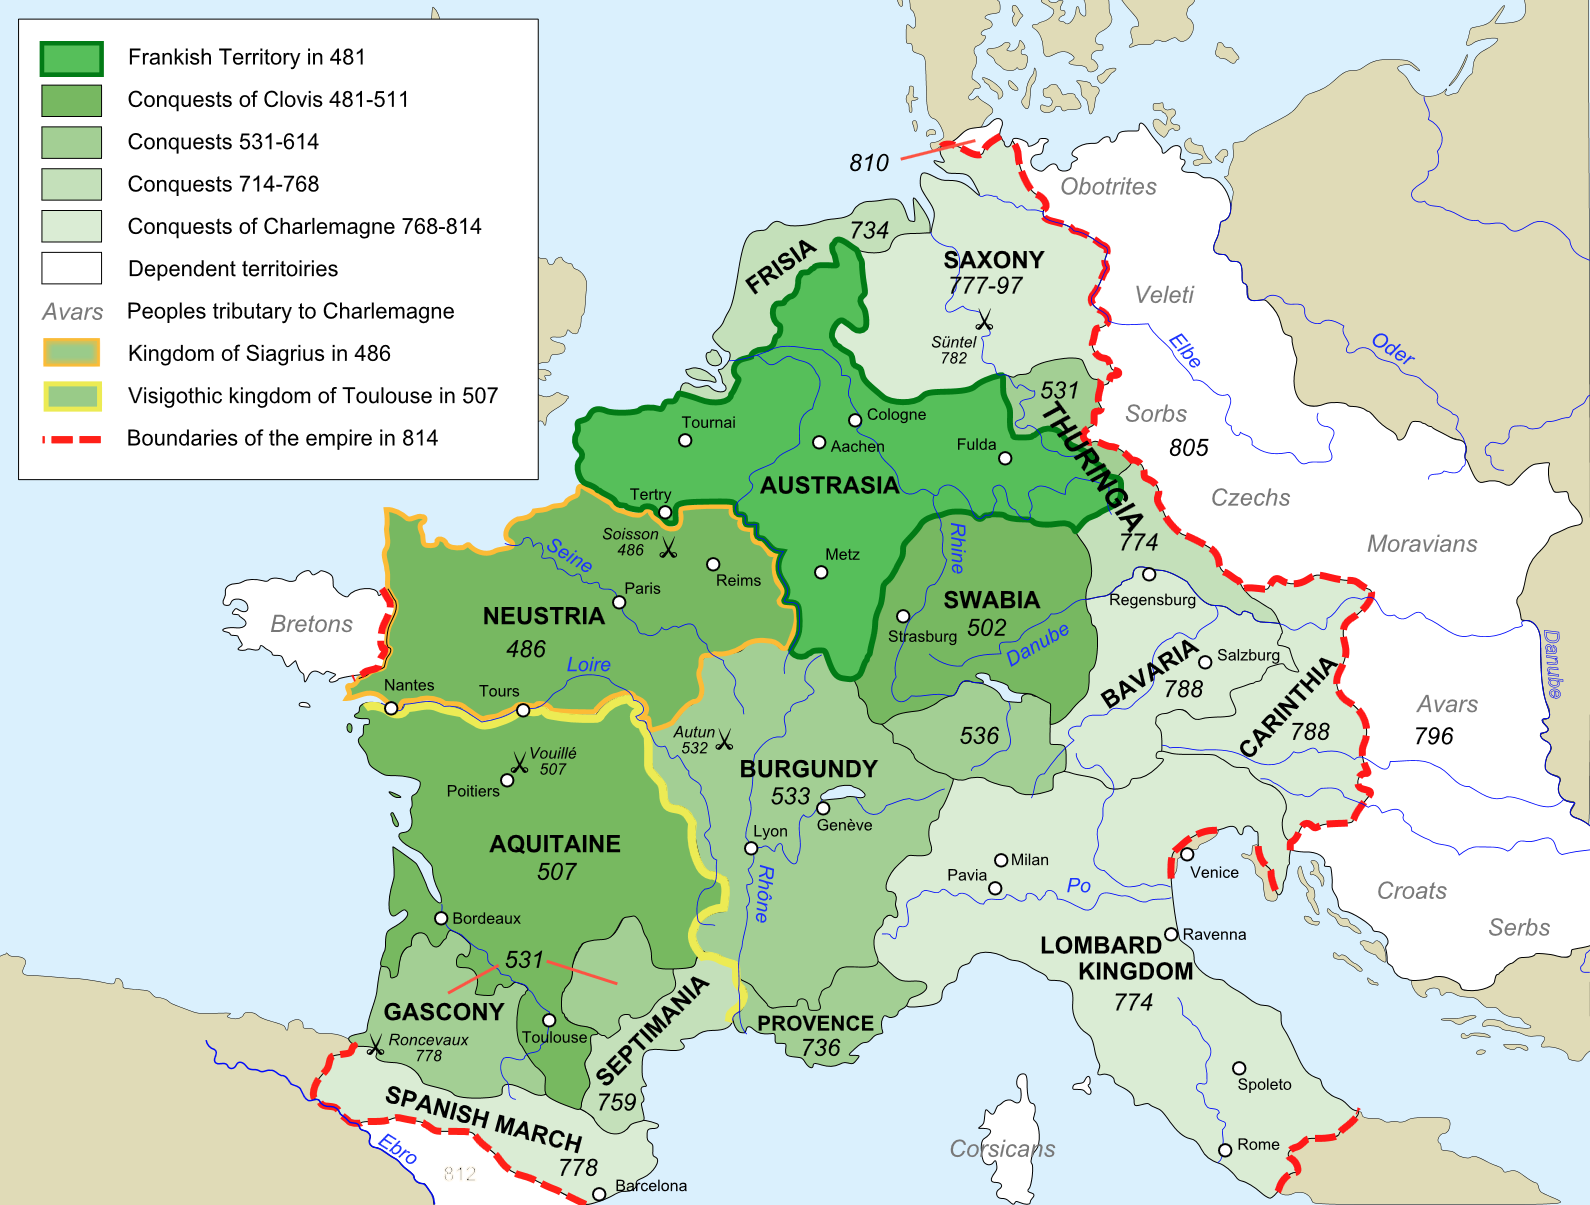 Frankish Territory in 481
Conquests of Clovis 481-511
Conquests 531-614
Conquests 714-768
Conquests of Charlemagne 768-814
Dependent territoiries
Avars
Peoples tributary to Charlemagne
Kingdom of Siagrius in 486
Visigothic kingdom of Toulouse in 507
Boundaries of the empire in 814
810
Obotrites
734
FRISIA
SAXONY
777-97
Veleti
Süntel
782
Elbe
Oder
531
Sorbs
805
THURINGIA
Tournai
Cologne
Aachen
Fulda
AUSTRASIA
Tertry
Czechs
Soisson
486
Seine
Rhine
774
Moravians
Metz
Reims
Paris
Regensburg
NEUSTRIA
486
SWABIA
502
Strasburg
Danube
Bretons
Danube
Loire
Salzburg
BAVARIA
788
Nantes
Tours
CARINTHIA
788
Avars
796
Autun
532
536
Vouillé
507
Poitiers
BURGUNDY
533
Genève
Lyon
AQUITAINE
507
Rhône
Milan
Pavia
Po
Venice
Croats
Serbs
Bordeaux
531
Ravenna
LOMBARD
KINGDOM
774
GASCONY
SEPTIMANIA
759
PROVENCE
736
Toulouse
Roncevaux
778
Spoleto
SPANISH MARCH
778
Ebro
812
Corsicans
Rome
Barcelona